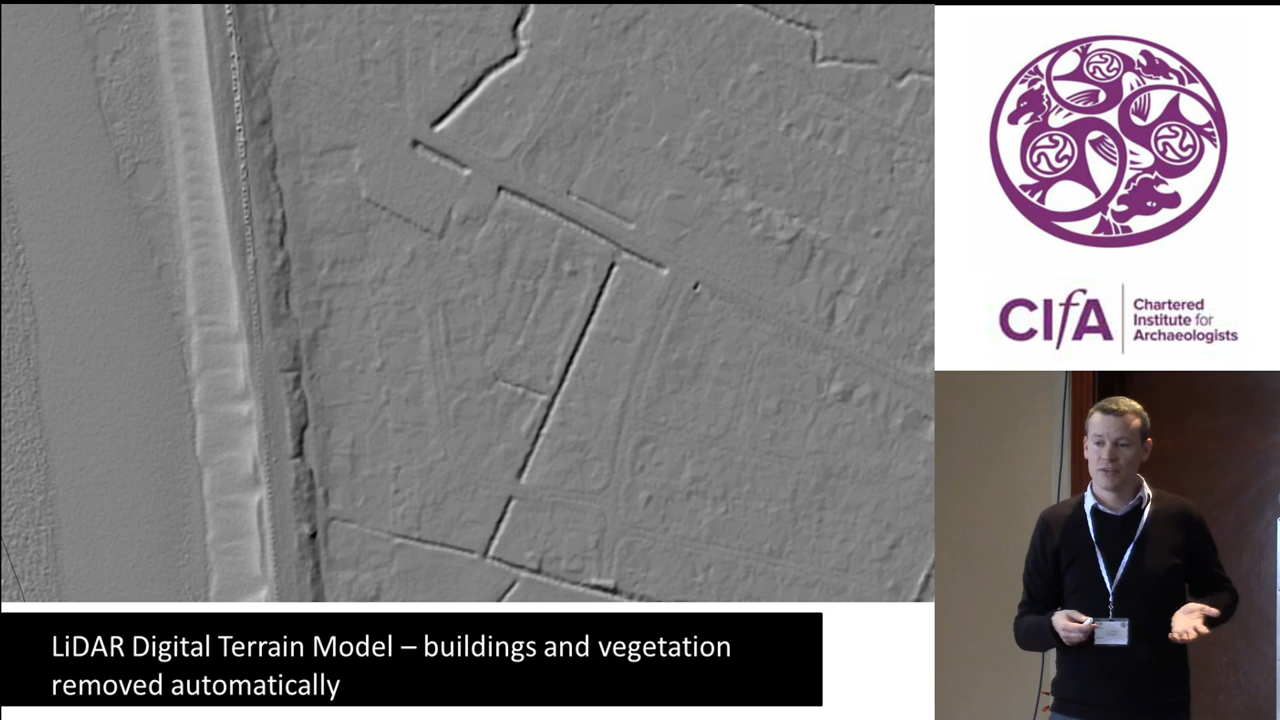 CIfA
Chartered
Institute for
Archaeologists
LiDAR Digital Terrain Model – buildings and vegetation
removed automatically